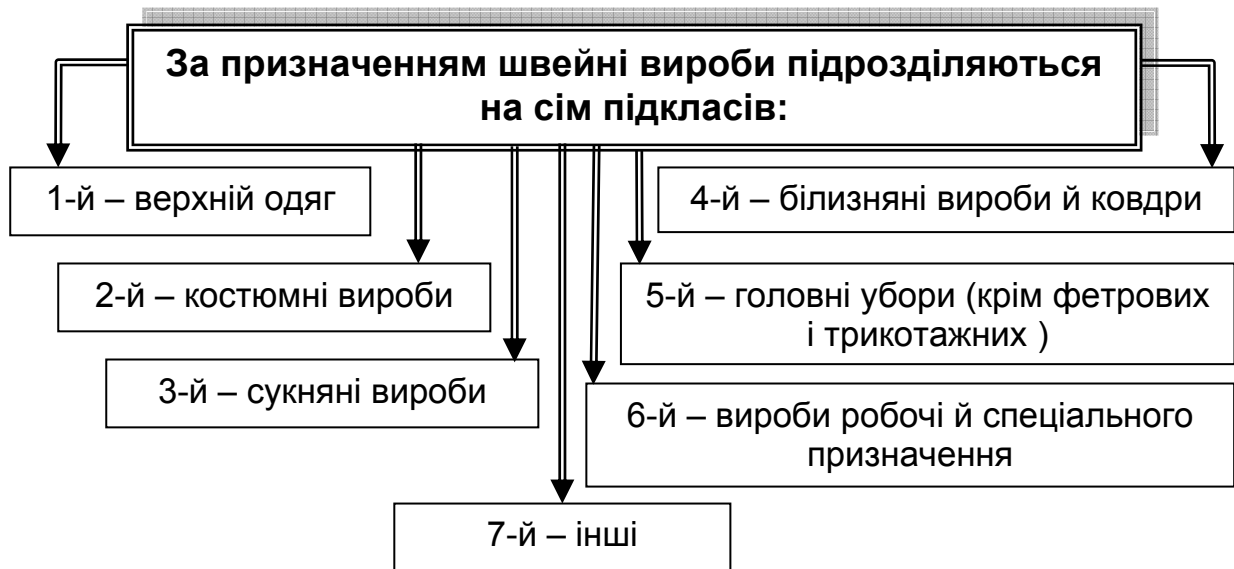 За призначенням швейні вироби підрозділяються
на сім підкласів:
1-й – верхній одяг
2-й – костюмні вироби
3-й – сукняні вироби
4-й – білизняні вироби й ковдри
5-й – головні убори (крім фетрових
і трикотажних )
6-й – вироби робочі й спеціального
призначення
7-й – інші